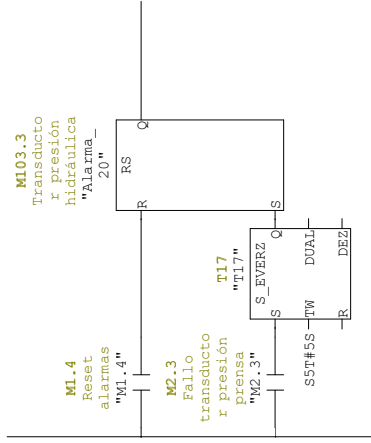 M103.3
Transducto
r presión
hidráulica
"Alarma_
20"
RS
R
Q
S
M1.4
Reset
alarmas
"M1.4"
M2.3
Fallo
transducto
r presión
prensa
"M2.3"
T17
"T17"
S_EVERZ
S
Q
S5T#5S
TW
DUAL
R
DEZ